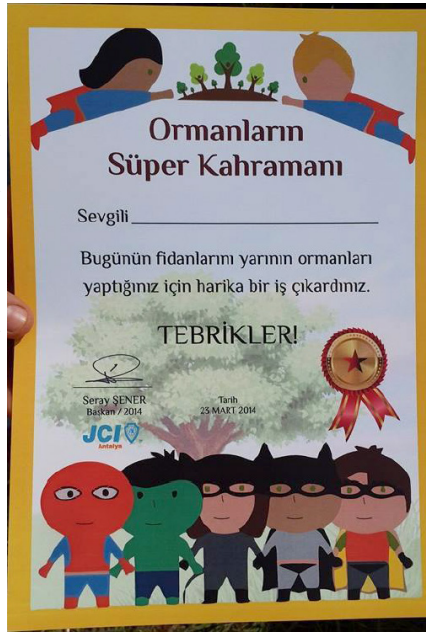 Ormanların
Süper Kahramanı
Sevgili
Bugünün fidanlarını yarının ormanları
yaptığınız için harika bir iş çıkardınız.
TEBRİKLER!
Seray ŞENER
Başkan / 2014
Tarih
23 MART 2014
JCI
Antalya